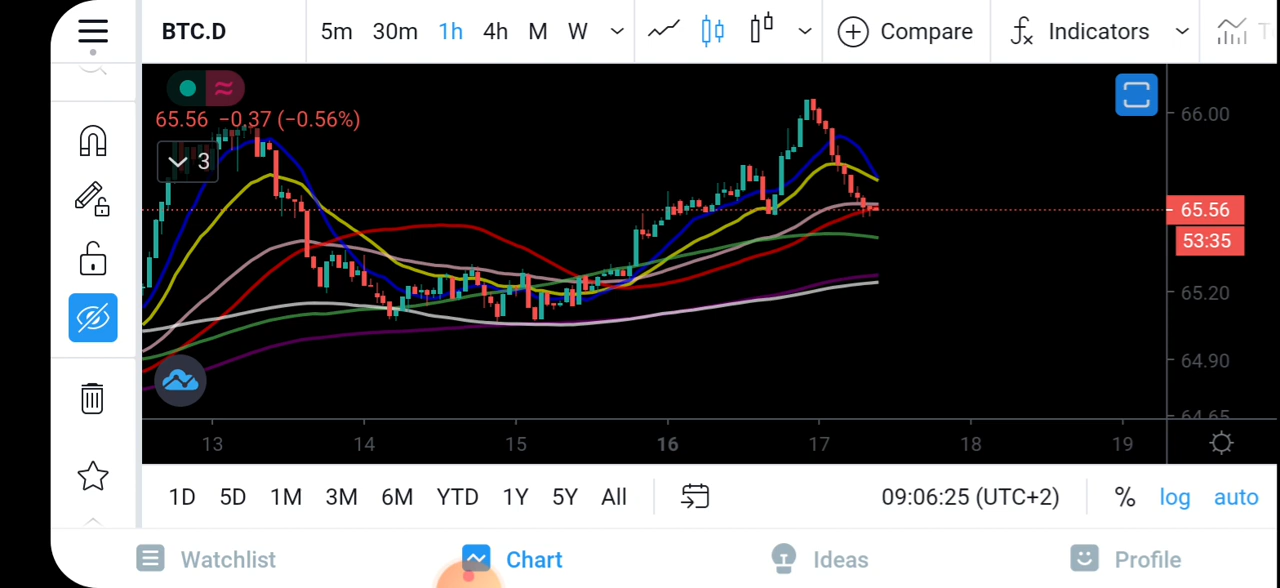 BTC.D 5m 30m 1h 4h M W Compare Indicators
65.56 −0.37 (−0.56%)
3
66.00
65.56
53:35
65.20
64.90
64.65
13 14 15 16 17 18 19
1D 5D 1M 3M 6M YTD 1Y 5Y All 09:06:25 (UTC+2) % log auto
Watchlist Chart Ideas Profile